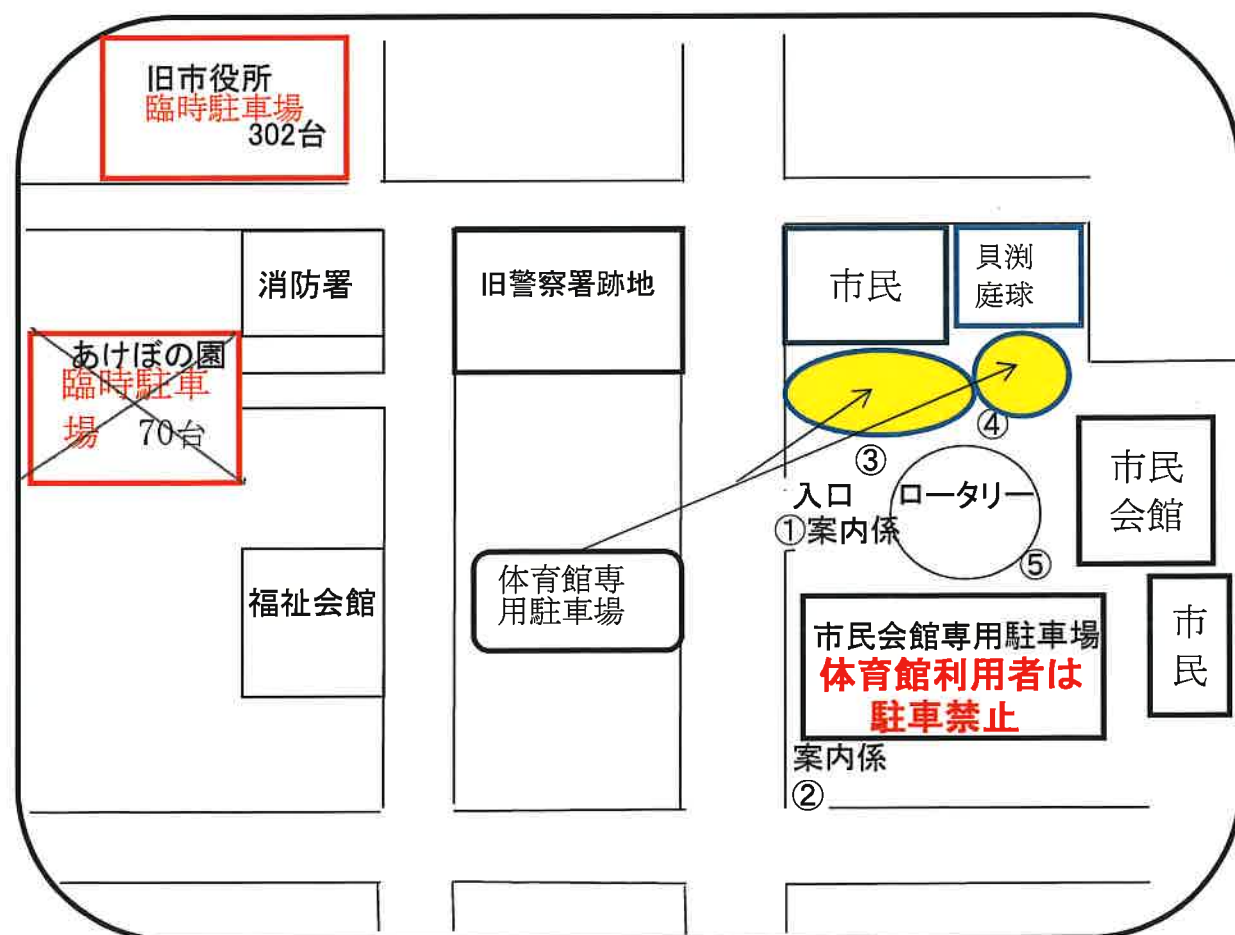 旧市役所
臨時駐車場
302台
消防署
旧警察署跡地
市民
貝渕
庭球
あけぼの園
臨時駐車
場 70台
④
③
入口
ロータリー
①案内係
⑤
市民
会館
福祉会館
体育館専
用駐車場
市民会館専用駐車場
体育館利用者は
駐車禁止
市
民
案内係
②